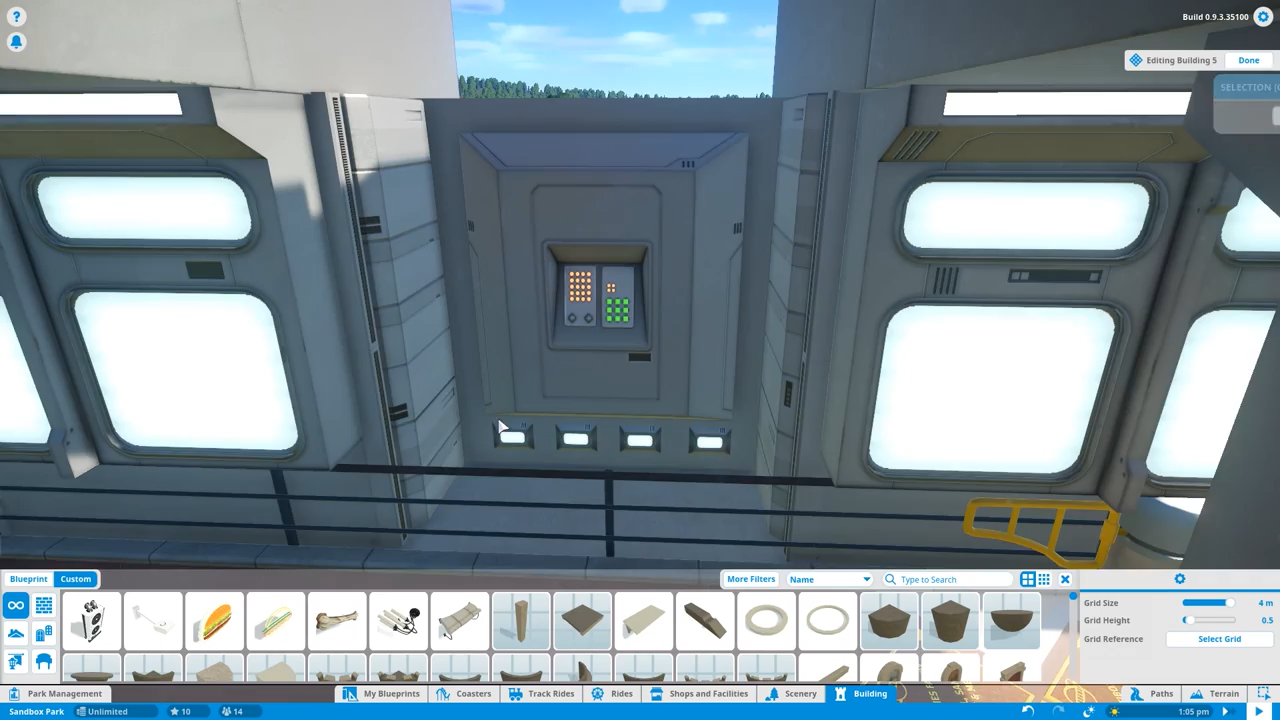 Build 0.9.3.35100
Editing Building 5
Done
SELECTION
Blueprint
Custom
More Filters
Name
Type to Search
Grid Size
4 m
Grid Height
0.5
Grid Reference
Select Grid
Park Management
My Blueprints
Coasters
Track Rides
Rides
Shops and Facilities
Scenery
Building
Paths
Terrain
Sandbox Park
Unlimited
10
14
1:05 pm